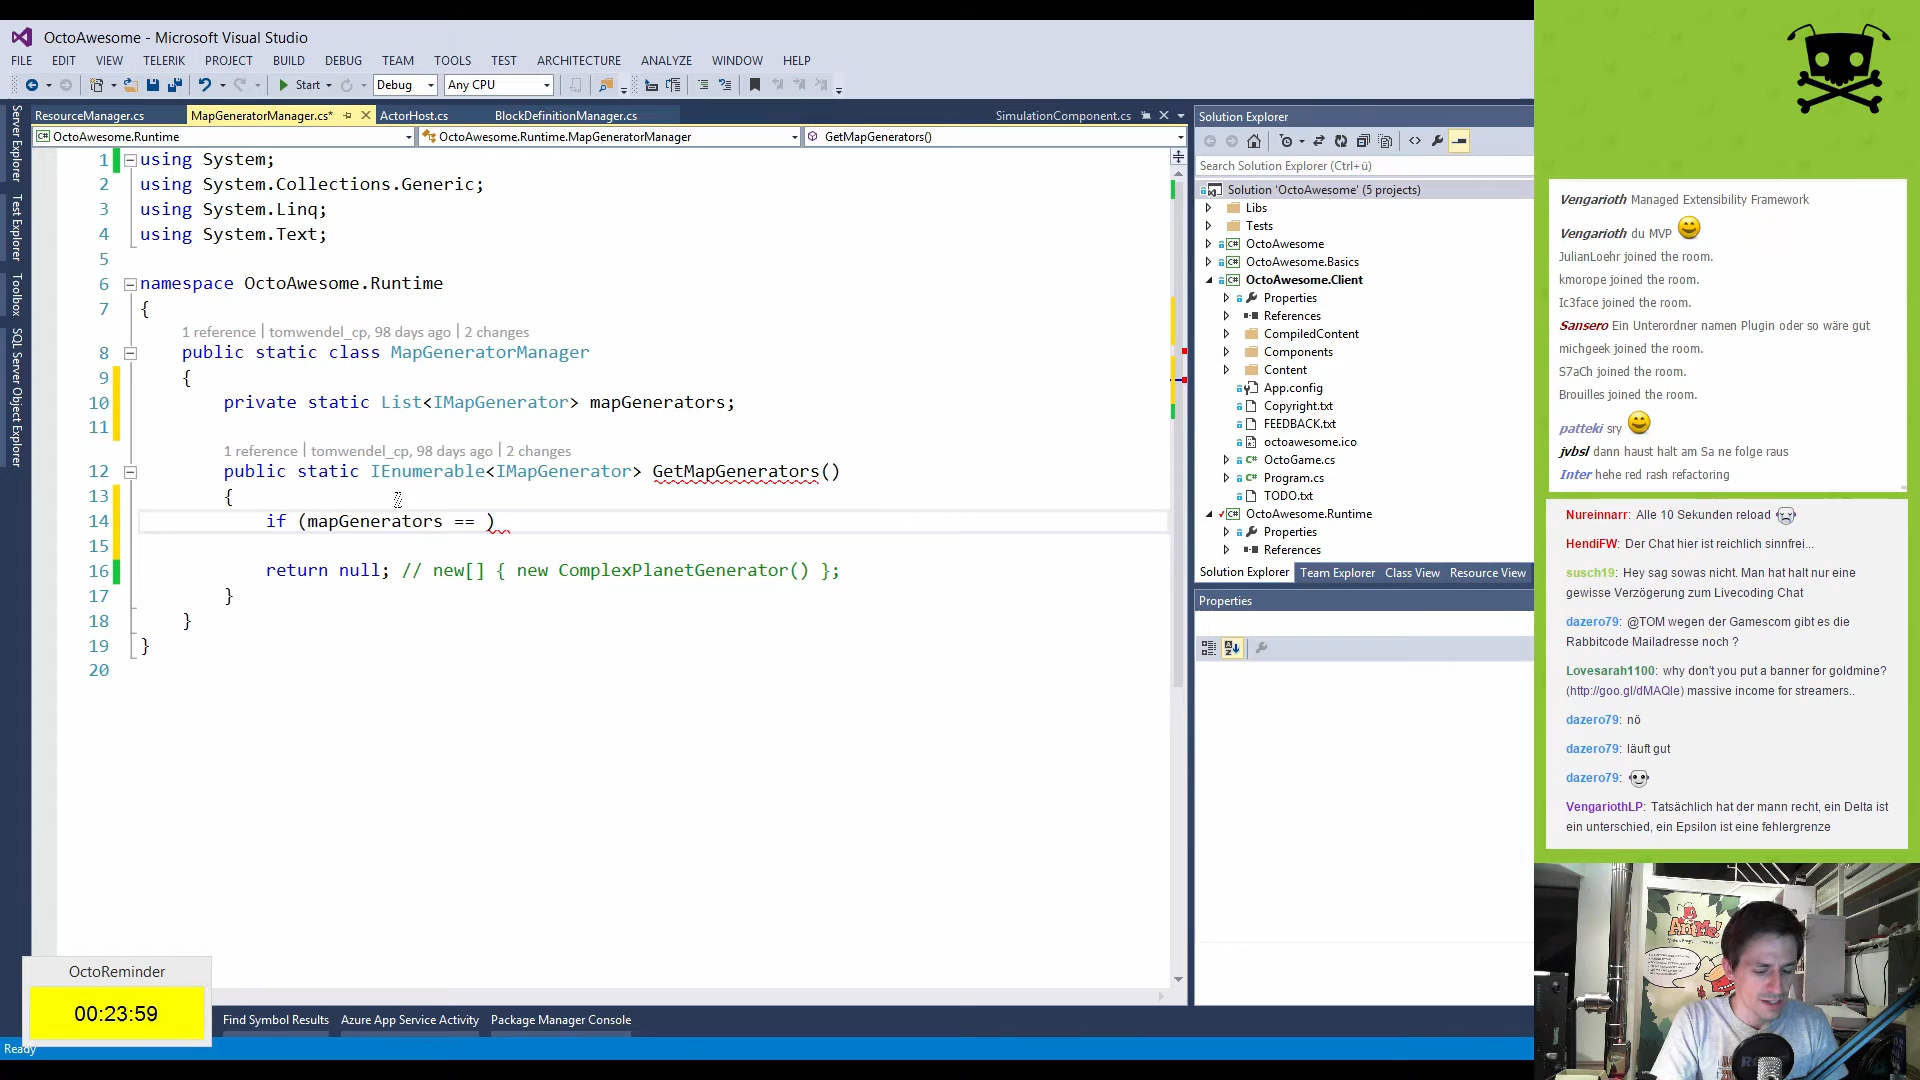 OctoAwesome - Microsoft Visual Studio
FILE EDIT VIEW TELERIK PROJECT BUILD DEBUG TEAM TOOLS TEST ARCHITECTURE ANALYZE WINDOW HELP
Start Debug Any CPU
ResourceManager.cs MapGeneratorManager.cs* ActorHost.cs BlockDefinitionManager.cs SimulationComponent.cs
OctoAwesome.Runtime OctoAwesome.Runtime.MapGeneratorManager GetMapGenerators()
Server Explorer
Test Explorer
Toolbox
SQL Server Object Explorer
1 using System;
2 using System.Collections.Generic;
3 using System.Linq;
4 using System.Text;
5
6 namespace OctoAwesome.Runtime
7 {
1 reference | tomwendel_cp, 98 days ago | 2 changes
8 public static class MapGeneratorManager
9 {
10 private static List<IMapGenerator> mapGenerators;
11
1 reference | tomwendel_cp, 98 days ago | 2 changes
12 public static IEnumerable<IMapGenerator> GetMapGenerators()
13 {
14 if (mapGenerators == )
15
16 return null; // new[] { new ComplexPlanetGenerator() };
17 }
18 }
19 }
20
OctoReminder
00:23:59
Find Symbol Results Azure App Service Activity Package Manager Console
Ready
Solution Explorer
Search Solution Explorer (Ctrl+ü)
Solution 'OctoAwesome' (5 projects)
Libs
Tests
OctoAwesome
OctoAwesome.Basics
OctoAwesome.Client
Properties
References
CompiledContent
Components
Content
App.config
Copyright.txt
FEEDBACK.txt
octoawesome.ico
OctoGame.cs
Program.cs
TODO.txt
OctoAwesome.Runtime
Properties
References
Solution Explorer Team Explorer Class View Resource View
Properties
Vengarioth Managed Extensibility Framework
Vengarioth du MVP
JulianLoehr joined the room.
kmorope joined the room.
Ic3face joined the room.
Sansero Ein Unterordner namen Plugin oder so wäre gut
michgeek joined the room.
S7aCh joined the room.
Brouilles joined the room.
patteki sry
jvbsl dann haust halt am Sa ne folge raus
Inter hehe red rash refactoring
Nureinnarr: Alle 10 Sekunden reload
HendiFW: Der Chat hier ist reichlich sinnfrei...
susch19: Hey sag sowas nicht. Man hat halt nur eine
gewisse Verzögerung zum Livecoding Chat
dazero79: @TOM wegen der Gamescom gibt es die
Rabbitcode Mailadresse noch ?
Lovesarah1100: why don't you put a banner for goldmine?
(http://goo.gl/dMAQle) massive income for streamers..
dazero79: nö
dazero79: läuft gut
dazero79:
VengariothLP: Tatsächlich hat der mann recht, ein Delta ist
ein unterschied, ein Epsilon ist eine fehlergrenze